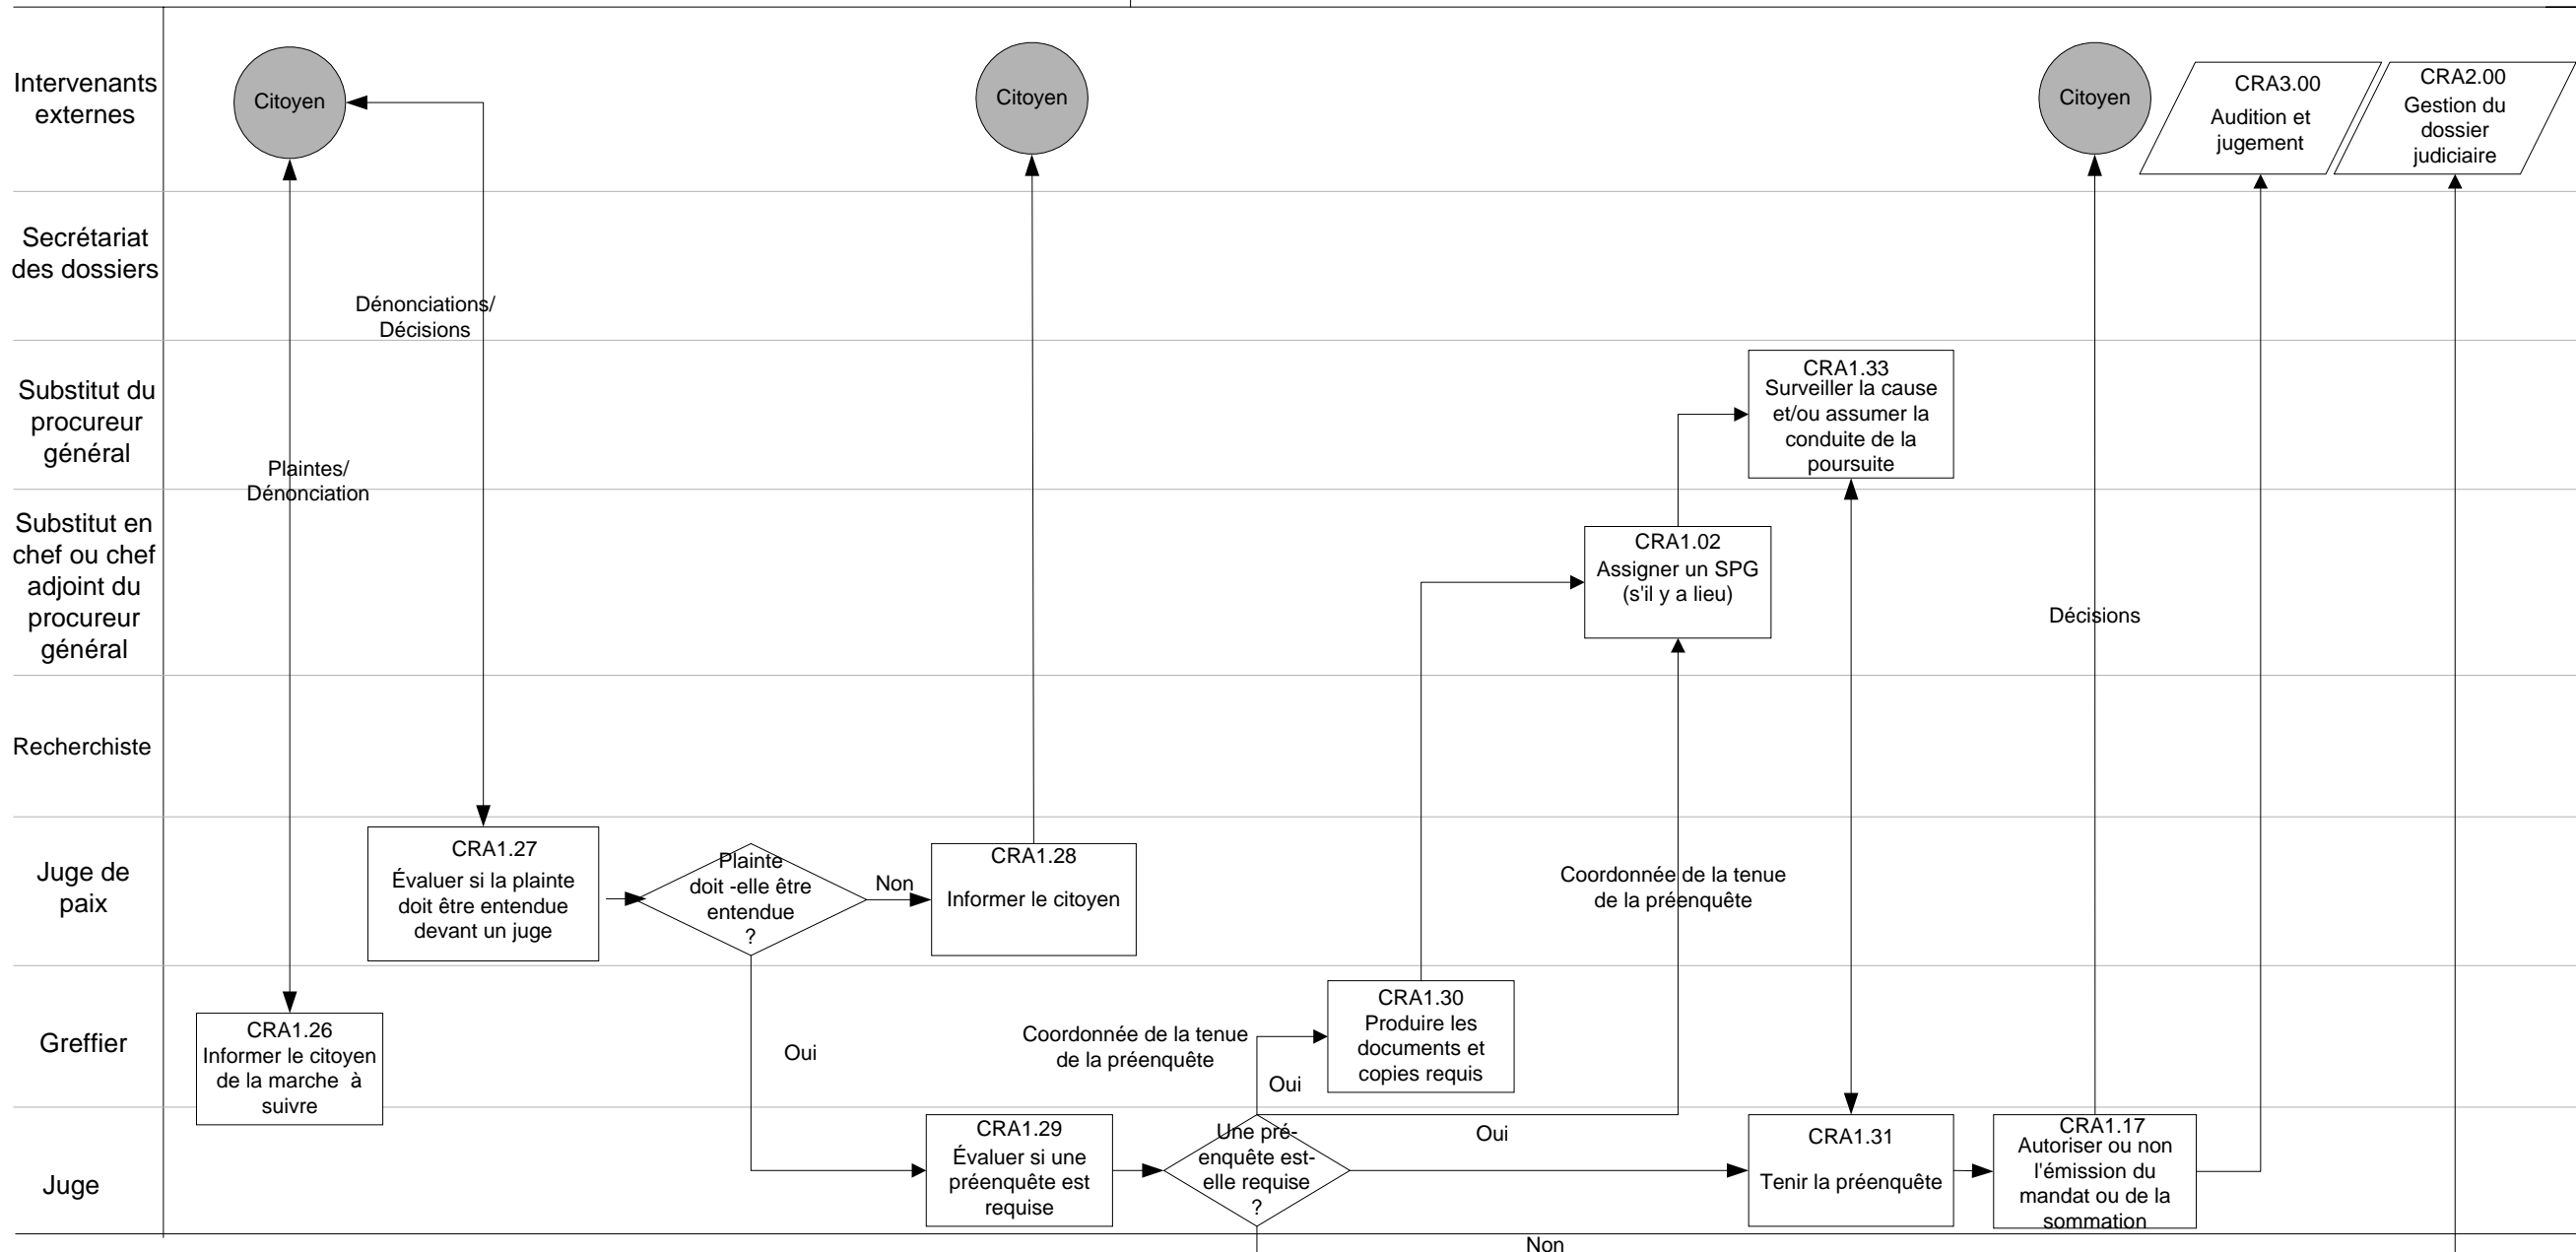 Intervenants
externes
Citoyen
Citoyen
Citoyen
CRA3.00
Audition et
jugement
CRA2.00
Gestion du
dossier
judiciaire
Secrétariat
des dossiers
Dénonciations/
Décisions
Substitut du
procureur
général
Plaintes/
Dénonciation
CRA1.33
Surveiller la cause
et/ou assumer la
conduite de la
poursuite
Substitut en
chef ou chef
adjoint du
procureur
général
CRA1.02
Assigner un SPG
(s'il y a lieu)
Décisions
Recherchiste
Juge de
paix
CRA1.27
Évaluer si la plainte
doit être entendue
devant un juge
Plainte
doit -elle être
entendue
?
Non
CRA1.28
Informer le citoyen
Coordonnée de la tenue
de la préenquête
Greffier
CRA1.26
Informer le citoyen
de la marche à
suivre
Oui
Coordonnée de la tenue
de la préenquête
Oui
CRA1.30
Produire les
documents et
copies requis
Juge
CRA1.29
Évaluer si une
préenquête est
requise
Une pré-
enquête est-
elle requise
?
Oui
CRA1.31
Tenir la préenquête
CRA1.17
Autoriser ou non
l'émission du
mandat ou de la
sommation
Non